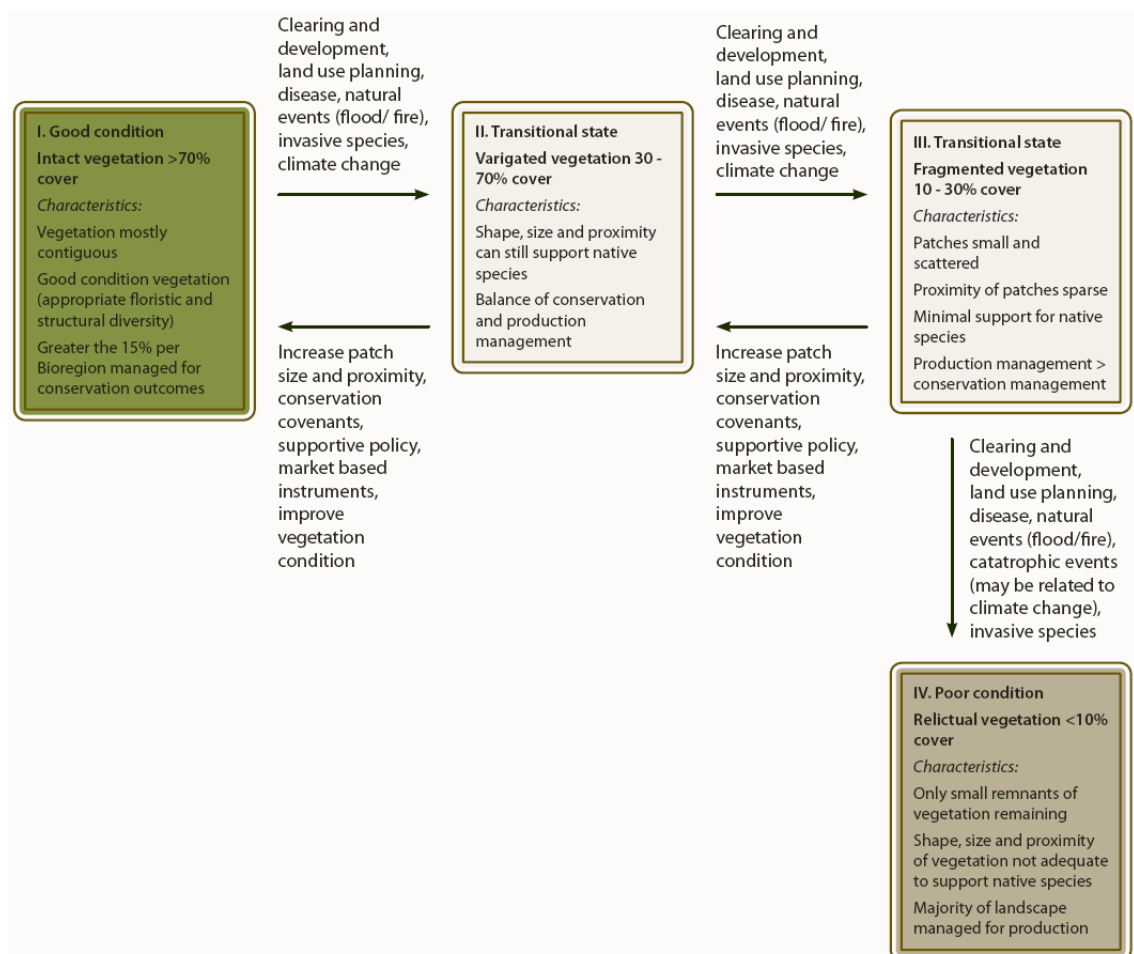 I. Good condition
Intact vegetation >70%
cover
Characteristics:
Vegetation mostly
contiguous
Good condition vegetation
(appropriate floristic and
structural diversity)
Greater the 15% per
Bioregion managed for
conservation outcomes
Clearing and
development,
land use planning,
disease, natural
events (flood/ fire),
invasive species,
climate change
Increase patch
size and proximity,
conservation
covenants,
supportive policy,
market based
instruments,
improve
vegetation
condition
II. Transitional state
Varigated vegetation 30 -
70% cover
Characteristics:
Shape, size and proximity
can still support native
species
Balance of conservation
and production
management
Clearing and
development,
land use planning,
disease, natural
events (flood/ fire),
invasive species,
climate change
Increase patch
size and proximity,
conservation
covenants,
supportive policy,
market based
instruments,
improve
vegetation
condition
III. Transitional state
Fragmented vegetation
10 - 30% cover
Characteristics:
Patches small and
scattered
Proximity of patches sparse
Minimal support for native
species
Production management >
conservation management
Clearing and
development,
land use planning,
disease, natural
events (flood/fire),
catatrophic events
(may be related to
climate change),
invasive species
IV. Poor condition
Relictual vegetation <10%
cover
Characteristics:
Only small remnants of
vegetation remaining
Shape, size and proximity
of vegetation not adequate
to support native species
Majority of landscape
managed for production